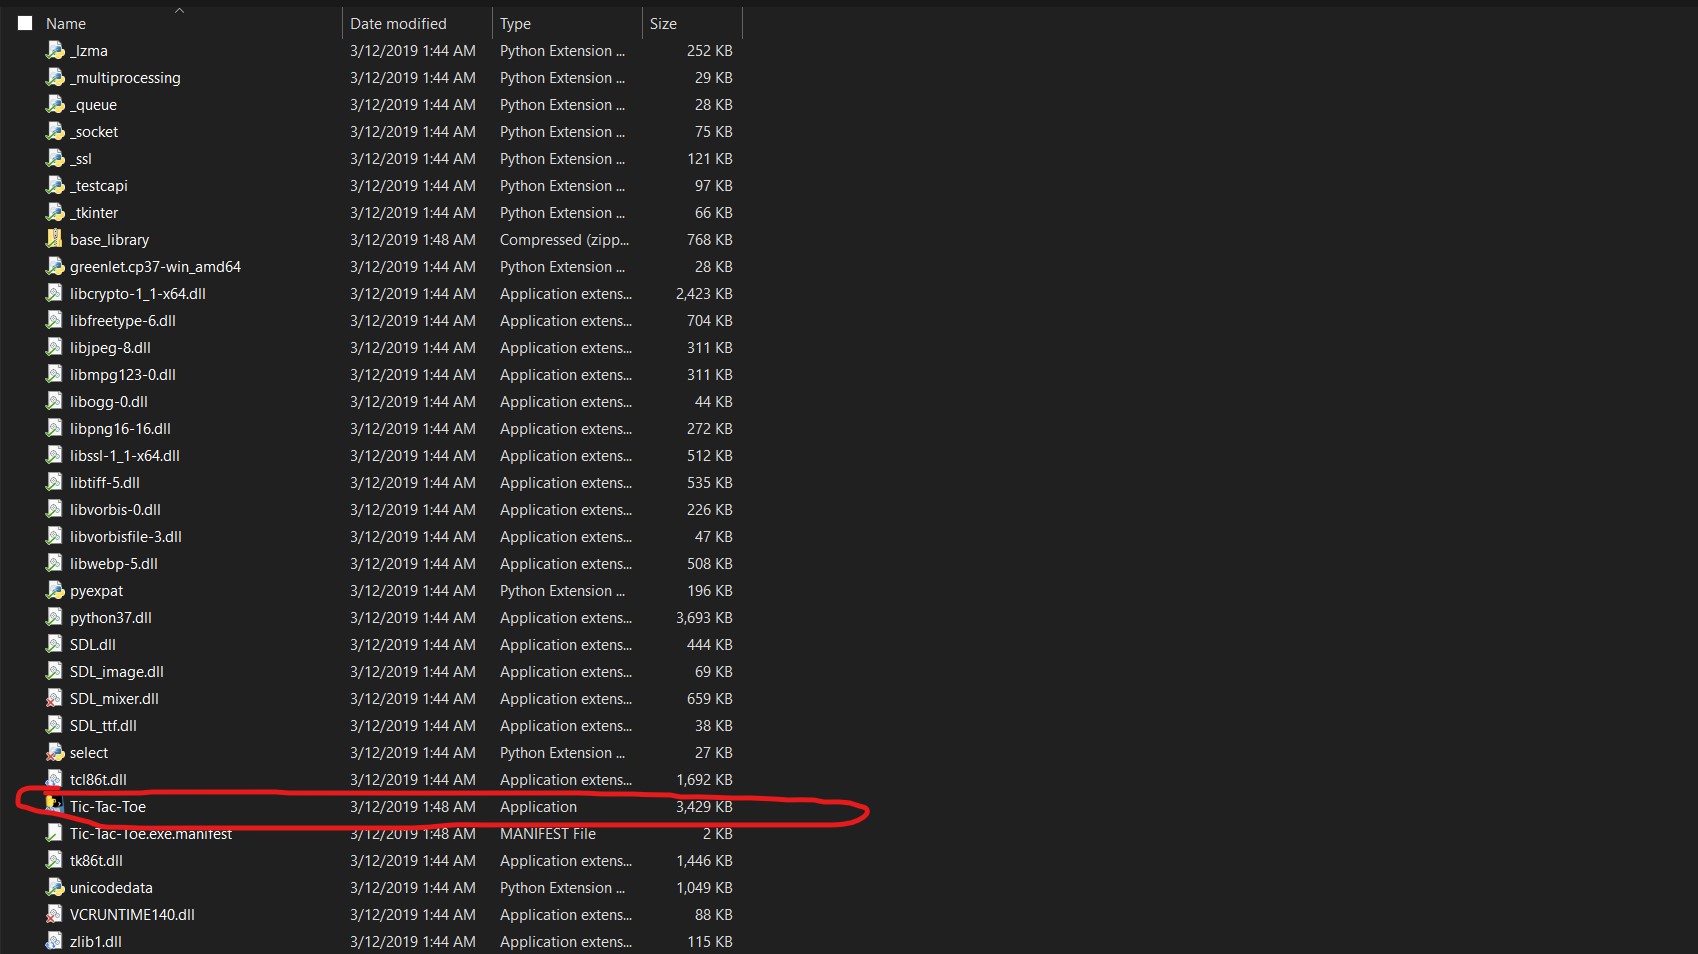 Name Date modified Type Size
_lzma 3/12/2019 1:44 AM Python Extension ... 252 KB
_multiprocessing 3/12/2019 1:44 AM Python Extension ... 29 KB
_queue 3/12/2019 1:44 AM Python Extension ... 28 KB
_socket 3/12/2019 1:44 AM Python Extension ... 75 KB
_ssl 3/12/2019 1:44 AM Python Extension ... 121 KB
_testcapi 3/12/2019 1:44 AM Python Extension ... 97 KB
_tkinter 3/12/2019 1:44 AM Python Extension ... 66 KB
base_library 3/12/2019 1:48 AM Compressed (zipp... 768 KB
greenlet.cp37-win_amd64 3/12/2019 1:44 AM Python Extension ... 28 KB
libcrypto-1_1-x64.dll 3/12/2019 1:44 AM Application extens... 2,423 KB
libfreetype-6.dll 3/12/2019 1:44 AM Application extens... 704 KB
libjpeg-8.dll 3/12/2019 1:44 AM Application extens... 311 KB
libmpg123-0.dll 3/12/2019 1:44 AM Application extens... 311 KB
libogg-0.dll 3/12/2019 1:44 AM Application extens... 44 KB
libpng16-16.dll 3/12/2019 1:44 AM Application extens... 272 KB
libssl-1_1-x64.dll 3/12/2019 1:44 AM Application extens... 512 KB
libtiff-5.dll 3/12/2019 1:44 AM Application extens... 535 KB
libvorbis-0.dll 3/12/2019 1:44 AM Application extens... 226 KB
libvorbisfile-3.dll 3/12/2019 1:44 AM Application extens... 47 KB
libwebp-5.dll 3/12/2019 1:44 AM Application extens... 508 KB
pyexpat 3/12/2019 1:44 AM Python Extension ... 196 KB
python37.dll 3/12/2019 1:44 AM Application extens... 3,693 KB
SDL.dll 3/12/2019 1:44 AM Application extens... 444 KB
SDL_image.dll 3/12/2019 1:44 AM Application extens... 69 KB
SDL_mixer.dll 3/12/2019 1:44 AM Application extens... 659 KB
SDL_ttf.dll 3/12/2019 1:44 AM Application extens... 38 KB
select 3/12/2019 1:44 AM Python Extension ... 27 KB
tcl86t.dll 3/12/2019 1:44 AM Application extens... 1,692 KB
Tic-Tac-Toe 3/12/2019 1:48 AM Application 3,429 KB
Tic-Tac-Toe.exe.manifest 3/12/2019 1:48 AM MANIFEST File 2 KB
tk86t.dll 3/12/2019 1:44 AM Application extens... 1,446 KB
unicodedata 3/12/2019 1:44 AM Python Extension ... 1,049 KB
VCRUNTIME140.dll 3/12/2019 1:44 AM Application extens... 88 KB
zlib1.dll 3/12/2019 1:44 AM Application extens... 115 KB